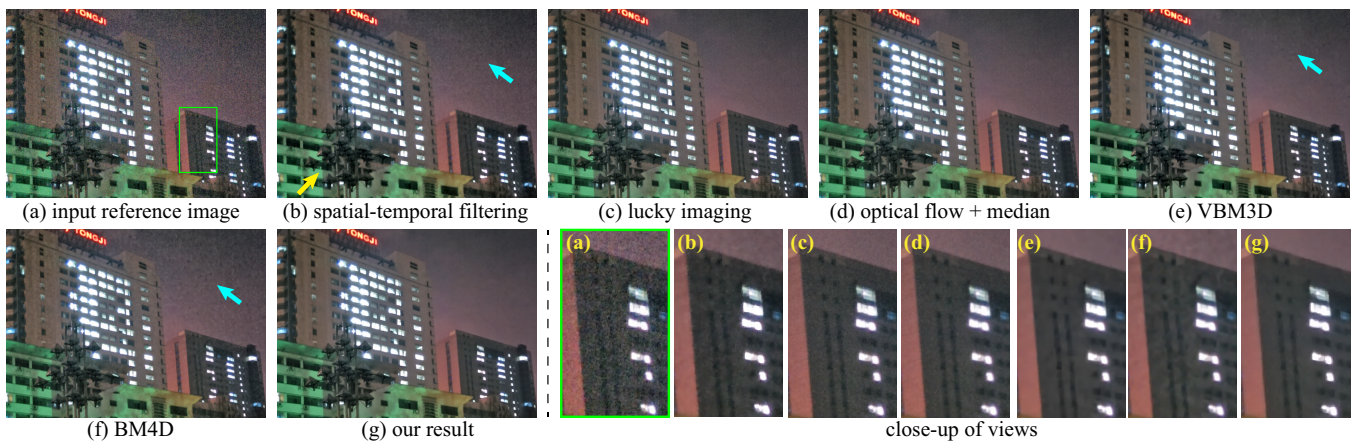 TONGJI
TONGJI
TONGJI
TONGJI
TONGJI
(a) input reference image
(b) spatial-temporal filtering
(c) lucky imaging
(d) optical flow + median
(e) VBM3D
TONGJI
TONGJI
(a)
(b)
(c)
(d)
(e)
(f)
(g)
(f) BM4D
(g) our result
close-up of views